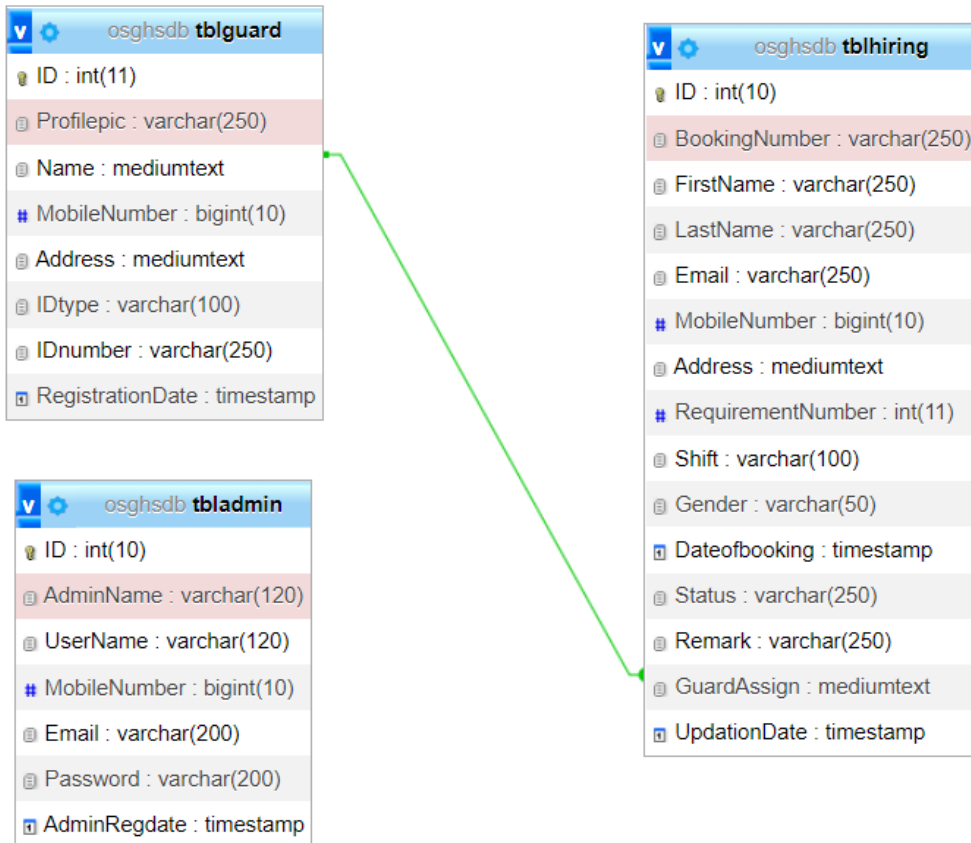 osghsdb tblguard
ID : int(11)
Profilepic : varchar(250)
Name : mediumtext
MobileNumber : bigint(10)
Address : mediumtext
IDtype : varchar(100)
IDnumber : varchar(250)
RegistrationDate : timestamp
osghsdb tbladmin
ID : int(10)
AdminName : varchar(120)
UserName : varchar(120)
MobileNumber : bigint(10)
Email : varchar(200)
Password : varchar(200)
AdminRegdate : timestamp
osghsdb tblhiring
ID : int(10)
BookingNumber : varchar(250)
FirstName : varchar(250)
LastName : varchar(250)
Email : varchar(250)
MobileNumber : bigint(10)
Address : mediumtext
RequirementNumber : int(11)
Shift : varchar(100)
Gender : varchar(50)
Dateofbooking : timestamp
Status : varchar(250)
Remark : varchar(250)
GuardAssign : mediumtext
UpdationDate : timestamp